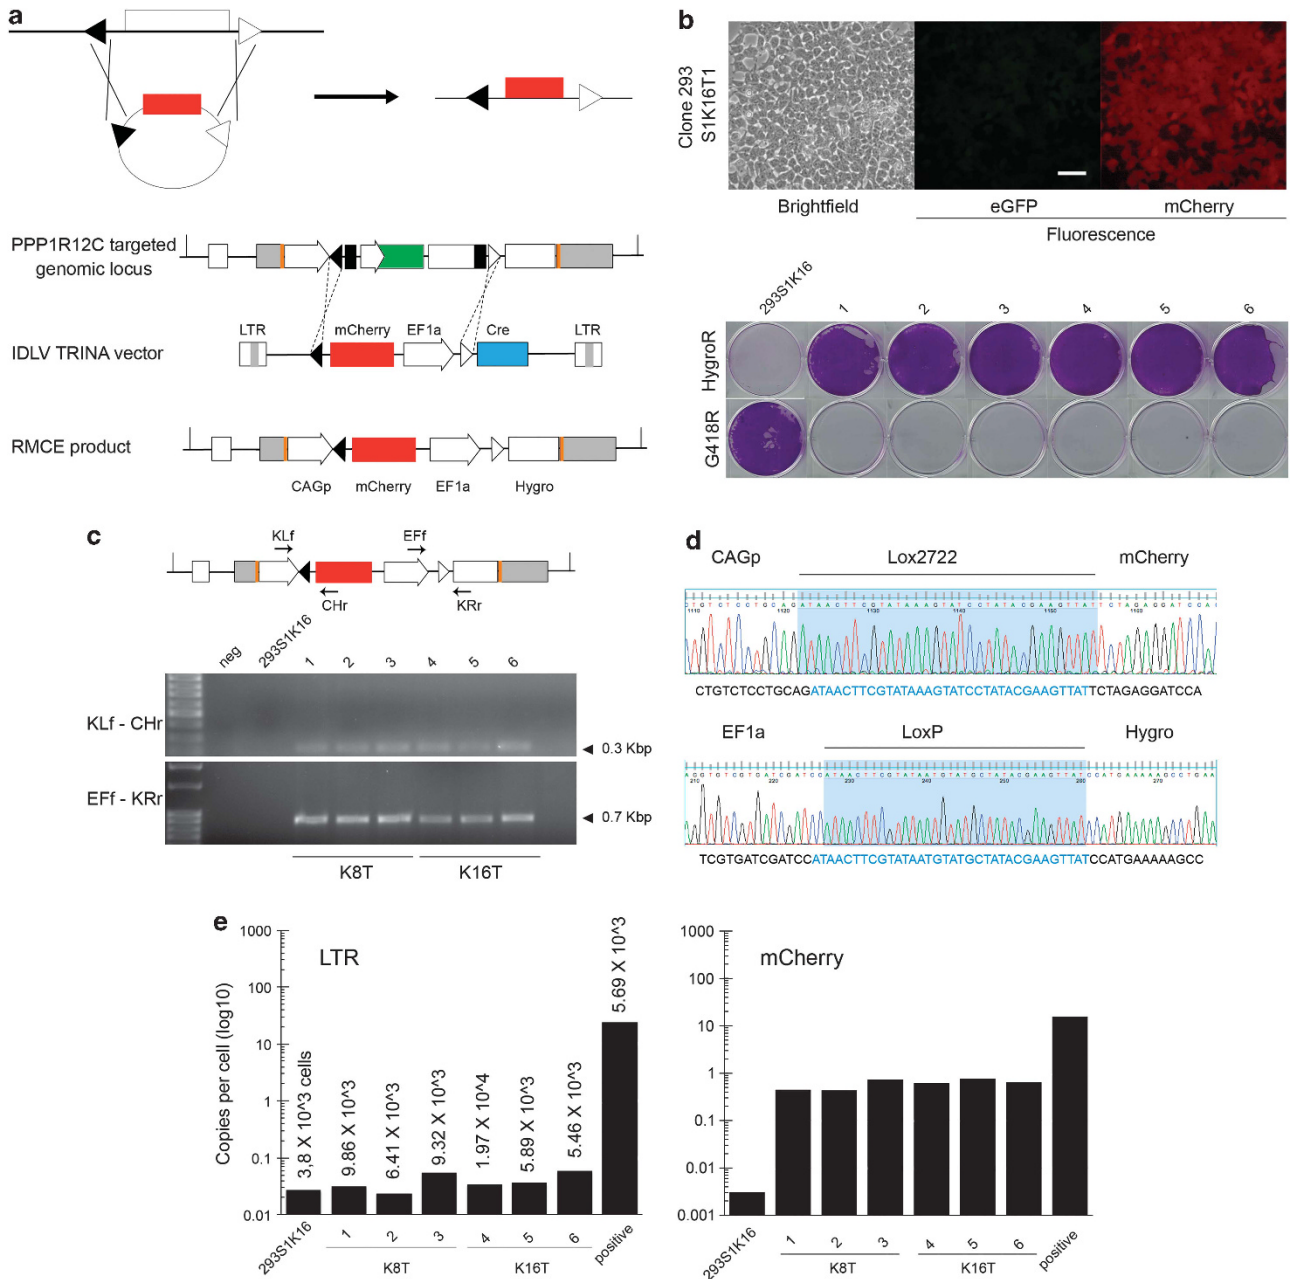 a
PPP1R12C targeted
genomic locus
LTR
mCherry
EF1a
Cre
LTR
IDLV TRINA vector
RMCE product
CAGp
mCherry
EF1a
Hygro
b
Clone 293
S1K16T1
Brightfield
eGFP
mCherry
Fluorescence
293S1K16
1
2
3
4
5
6
HygroR
G418R
c
KLf
EFf
CHr
KRr
neg
293S1K16
1
2
3
4
5
6
KLf - CHr
0.3 Kbp
EFf - KRr
0.7 Kbp
K8T
K16T
d
CAGp
Lox2722
mCherry
CTGTCTCCTGCAGATAACTTCGTATAAAGTATCCTATACGAAGTTATTCTAGAGGATCCA
EF1a
LoxP
Hygro
TCGTGATCGATCCATAACTTCGTATAATGTATGCTATACGAAGTTATCCATGAAAAAGCC
e
LTR
Copies per cell (log10)
1000
100
10
1
0.1
0.01
3,8 X 10^3 cells
9.86 X 10^3
6.41 X 10^3
9.32 X 10^3
1.97 X 10^4
5.89 X 10^3
5.46 X 10^3
5.69 X 10^3
293S1K16
1
2
3
4
5
6
positive
K8T
K16T
mCherry
1000
100
10
1
0.1
0.01
0.001
293S1K16
1
2
3
4
5
6
positive
K8T
K16T